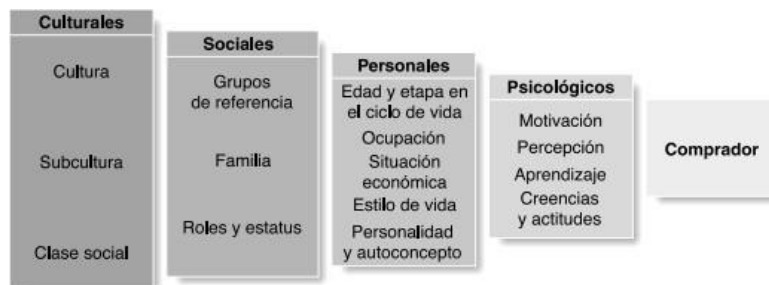 Culturales
Cultura
Subcultura
Clase social
Sociales
Grupos
de referencia
Familia
Roles y estatus
Personales
Edad y etapa en
el ciclo de vida
Ocupación
Situación
económica
Estilo de vida
Personalidad
y autoconcepto
Psicológicos
Motivación
Percepción
Aprendizaje
Creencias
y actitudes
Comprador